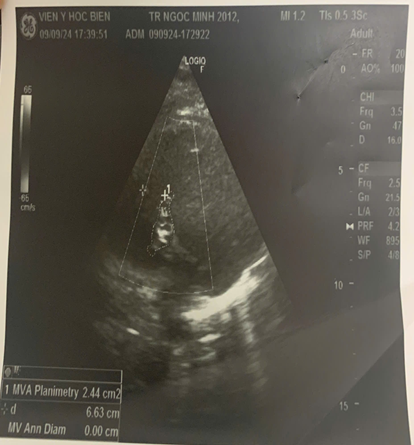 GE VIEN Y HOC BIEN TR NGOC MINH 2012, MI 1.2 TIs 0.5 3Sc
09/09/24 17:39:51 ADM 090924-172922 Adult
LOGIQ
F
65
-65
cm/s
0
5
10
15
FR 20
AO% 100
CHI
Frq 3.5
Gn 47
D 16.0
CF
Frq 2.5
Gn 21.5
L/A 2/3
PRF 4.2
WF 895
S/P 4/8
1
1 MVA Planimetry 2.44 cm2
d 6.63 cm
MV Ann Diam 0.00 cm